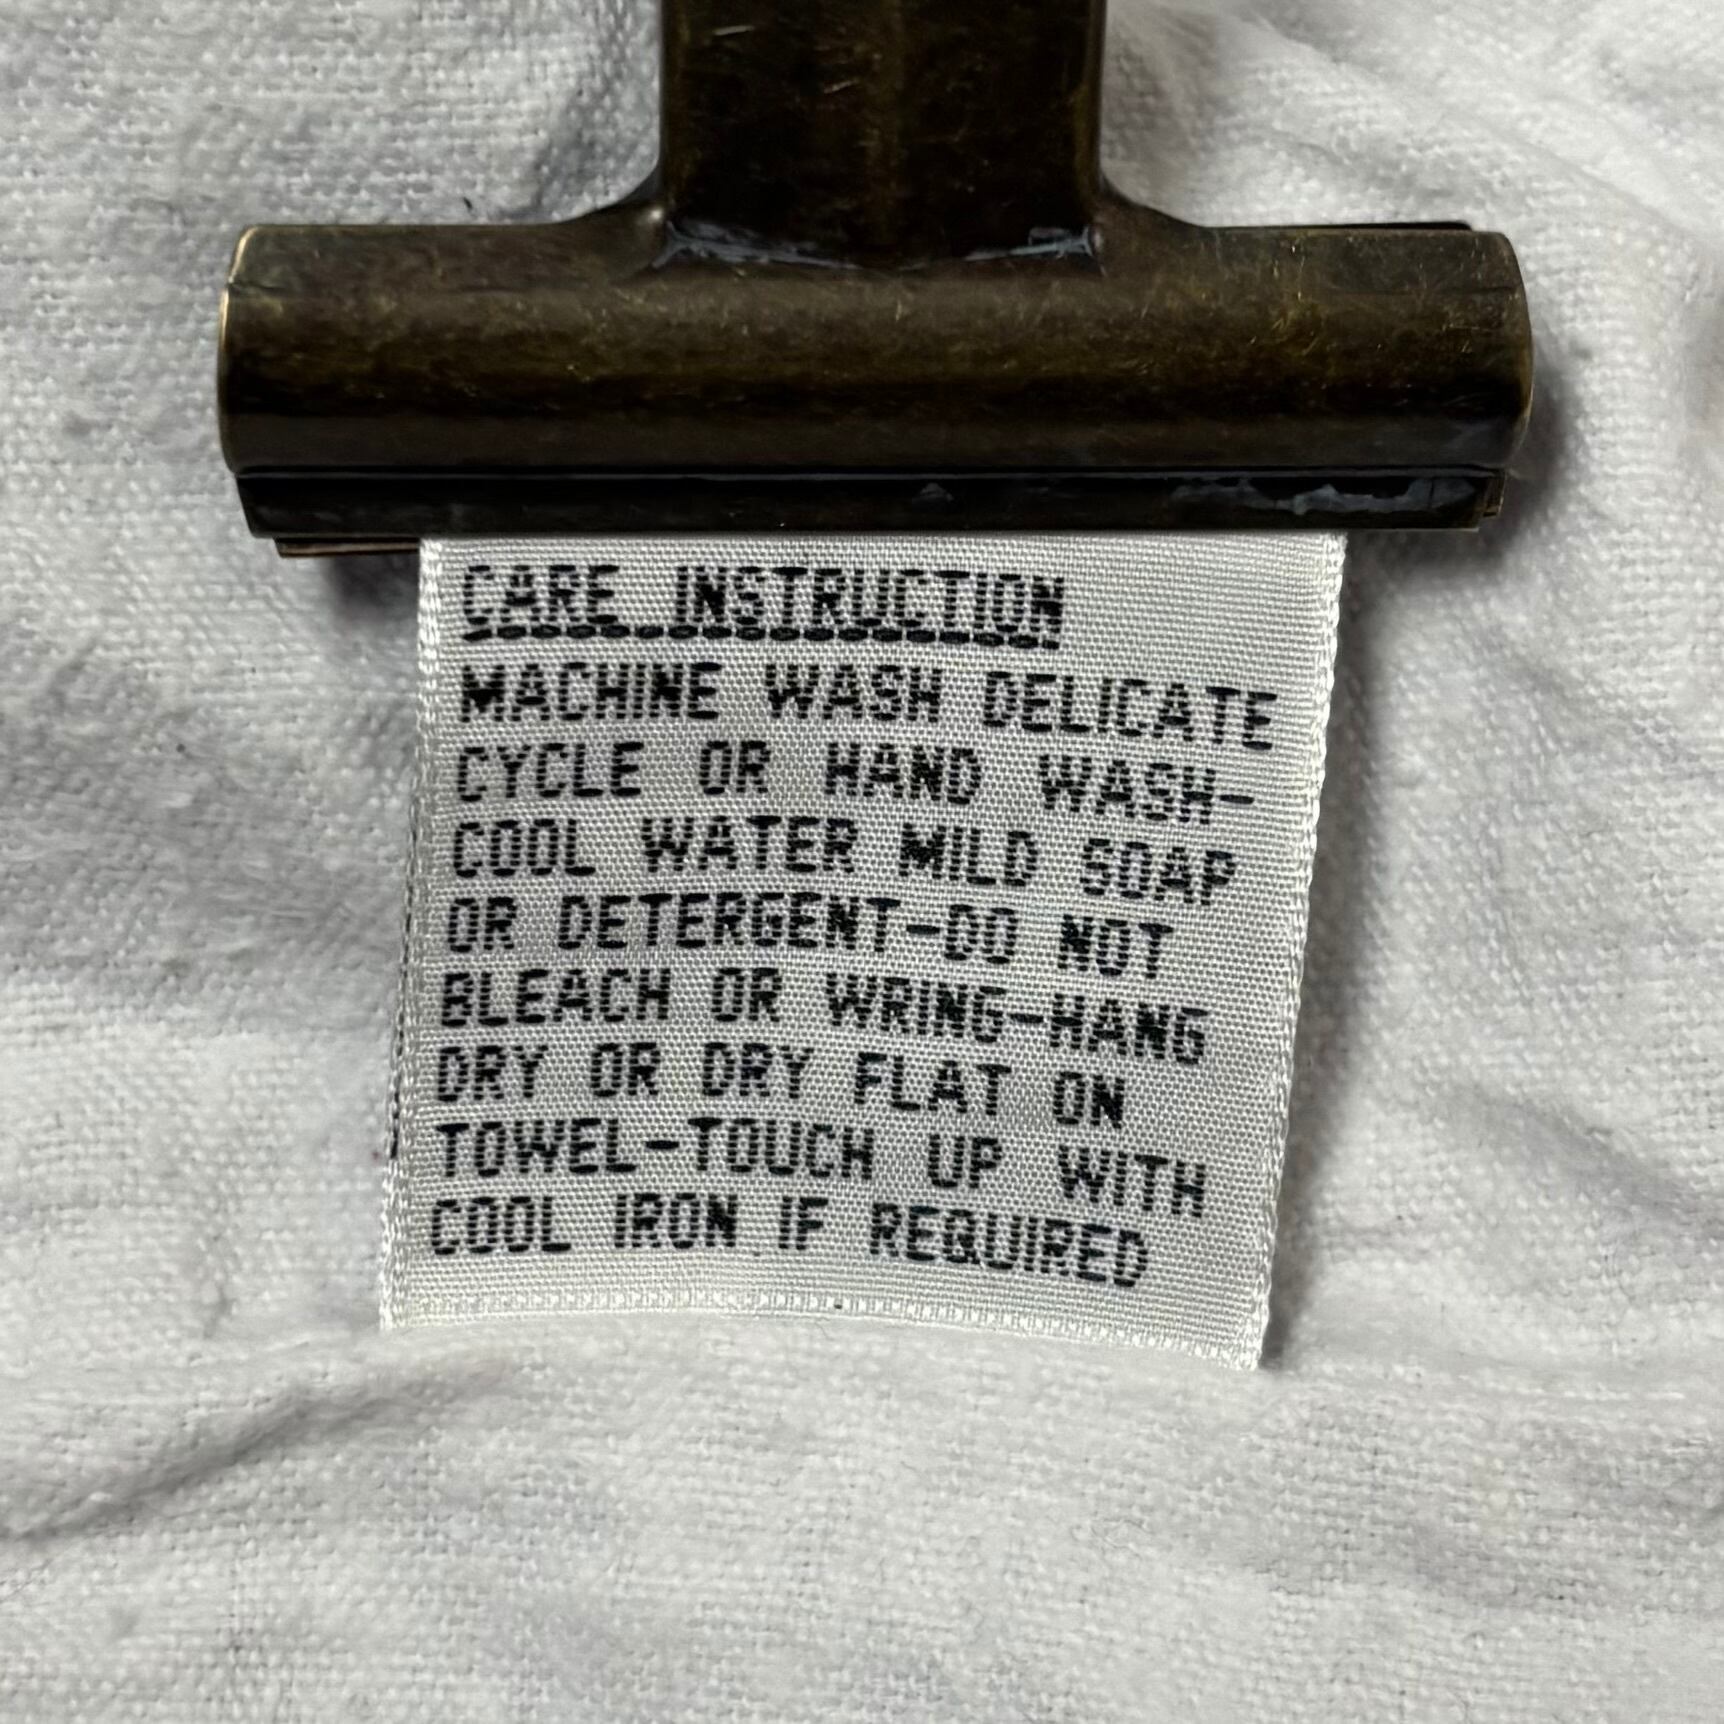 CARE INSTRUCTION
MACHINE WASH DELICATE
CYCLE OR HAND WASH-
COOL WATER MILD SOAP
OR DETERGENT-DO NOT
BLEACH OR WRING-HANG
DRY OR DRY FLAT ON
TOWEL-TOUCH UP WITH
COOL IRON IF REQUIRED